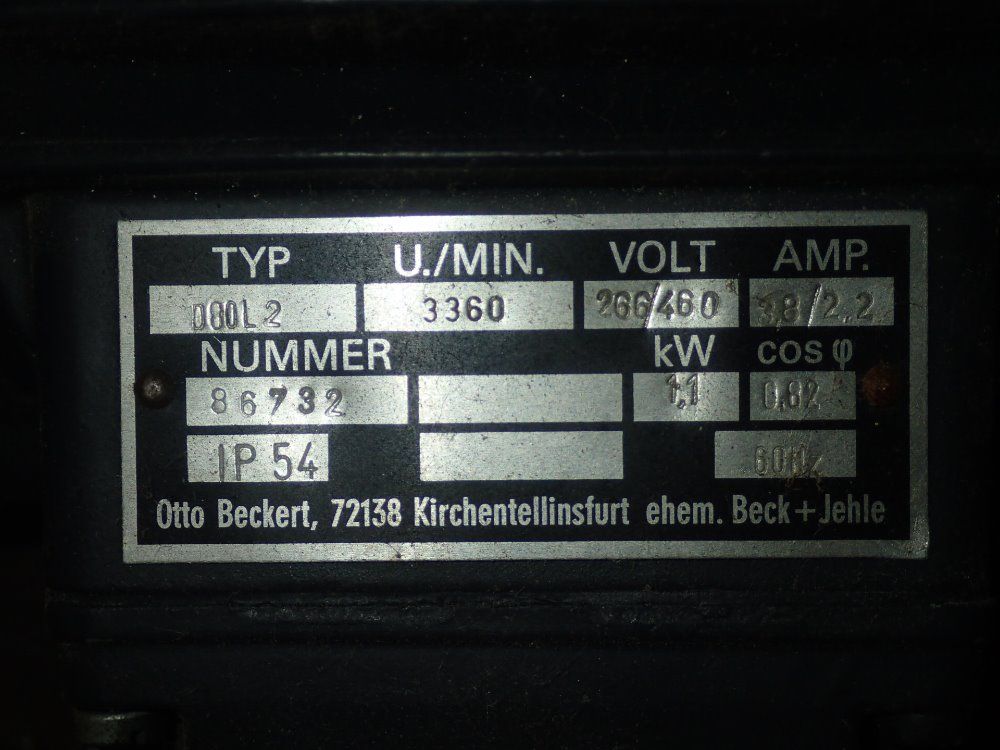 TYP U./MIN. VOLT AMP.
D80L2 3360 266/460 3.8/2.2
NUMMER kW cos φ
86732 1,1 0.82
IP 54 60Hz
Otto Beckert, 72138 Kirchentellinsfurt ehem. Beck+Jehle